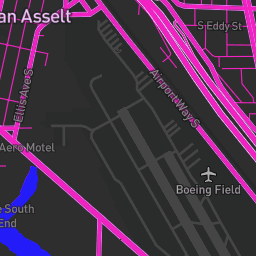 an Asselt
S Eddy St
Ellis Ave S
Airport Way S
Aero Motel
Boeing Field
e South
End